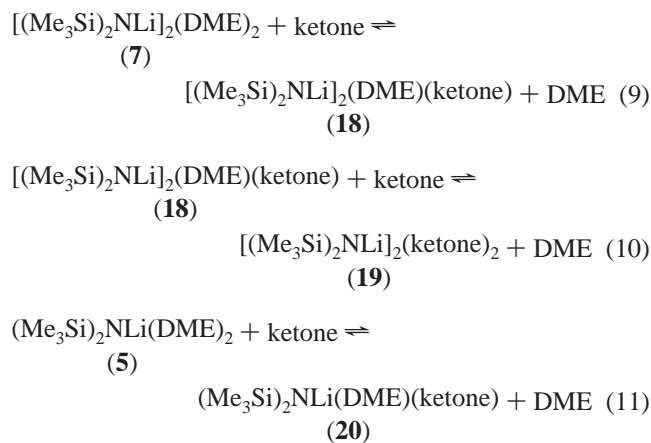 [(Me₃Si)₂NLi]₂(DME)₂ + ketone ⇌
(7)
[(Me₃Si)₂NLi]₂(DME)(ketone) + DME (9)
(18)
[(Me₃Si)₂NLi]₂(DME)(ketone) + ketone ⇌
(18)
[(Me₃Si)₂NLi]₂(ketone)₂ + DME (10)
(19)
(Me₃Si)₂NLi(DME)₂ + ketone ⇌
(5)
(Me₃Si)₂NLi(DME)(ketone) + DME (11)
(20)